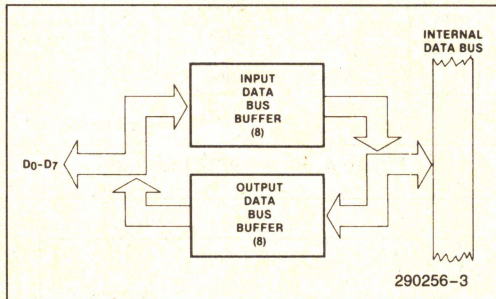 INTERNAL
DATA BUS
INPUT
DATA
BUS
BUFFER
(8)
D0-D7
OUTPUT
DATA
BUS
BUFFER
(8)
290256-3